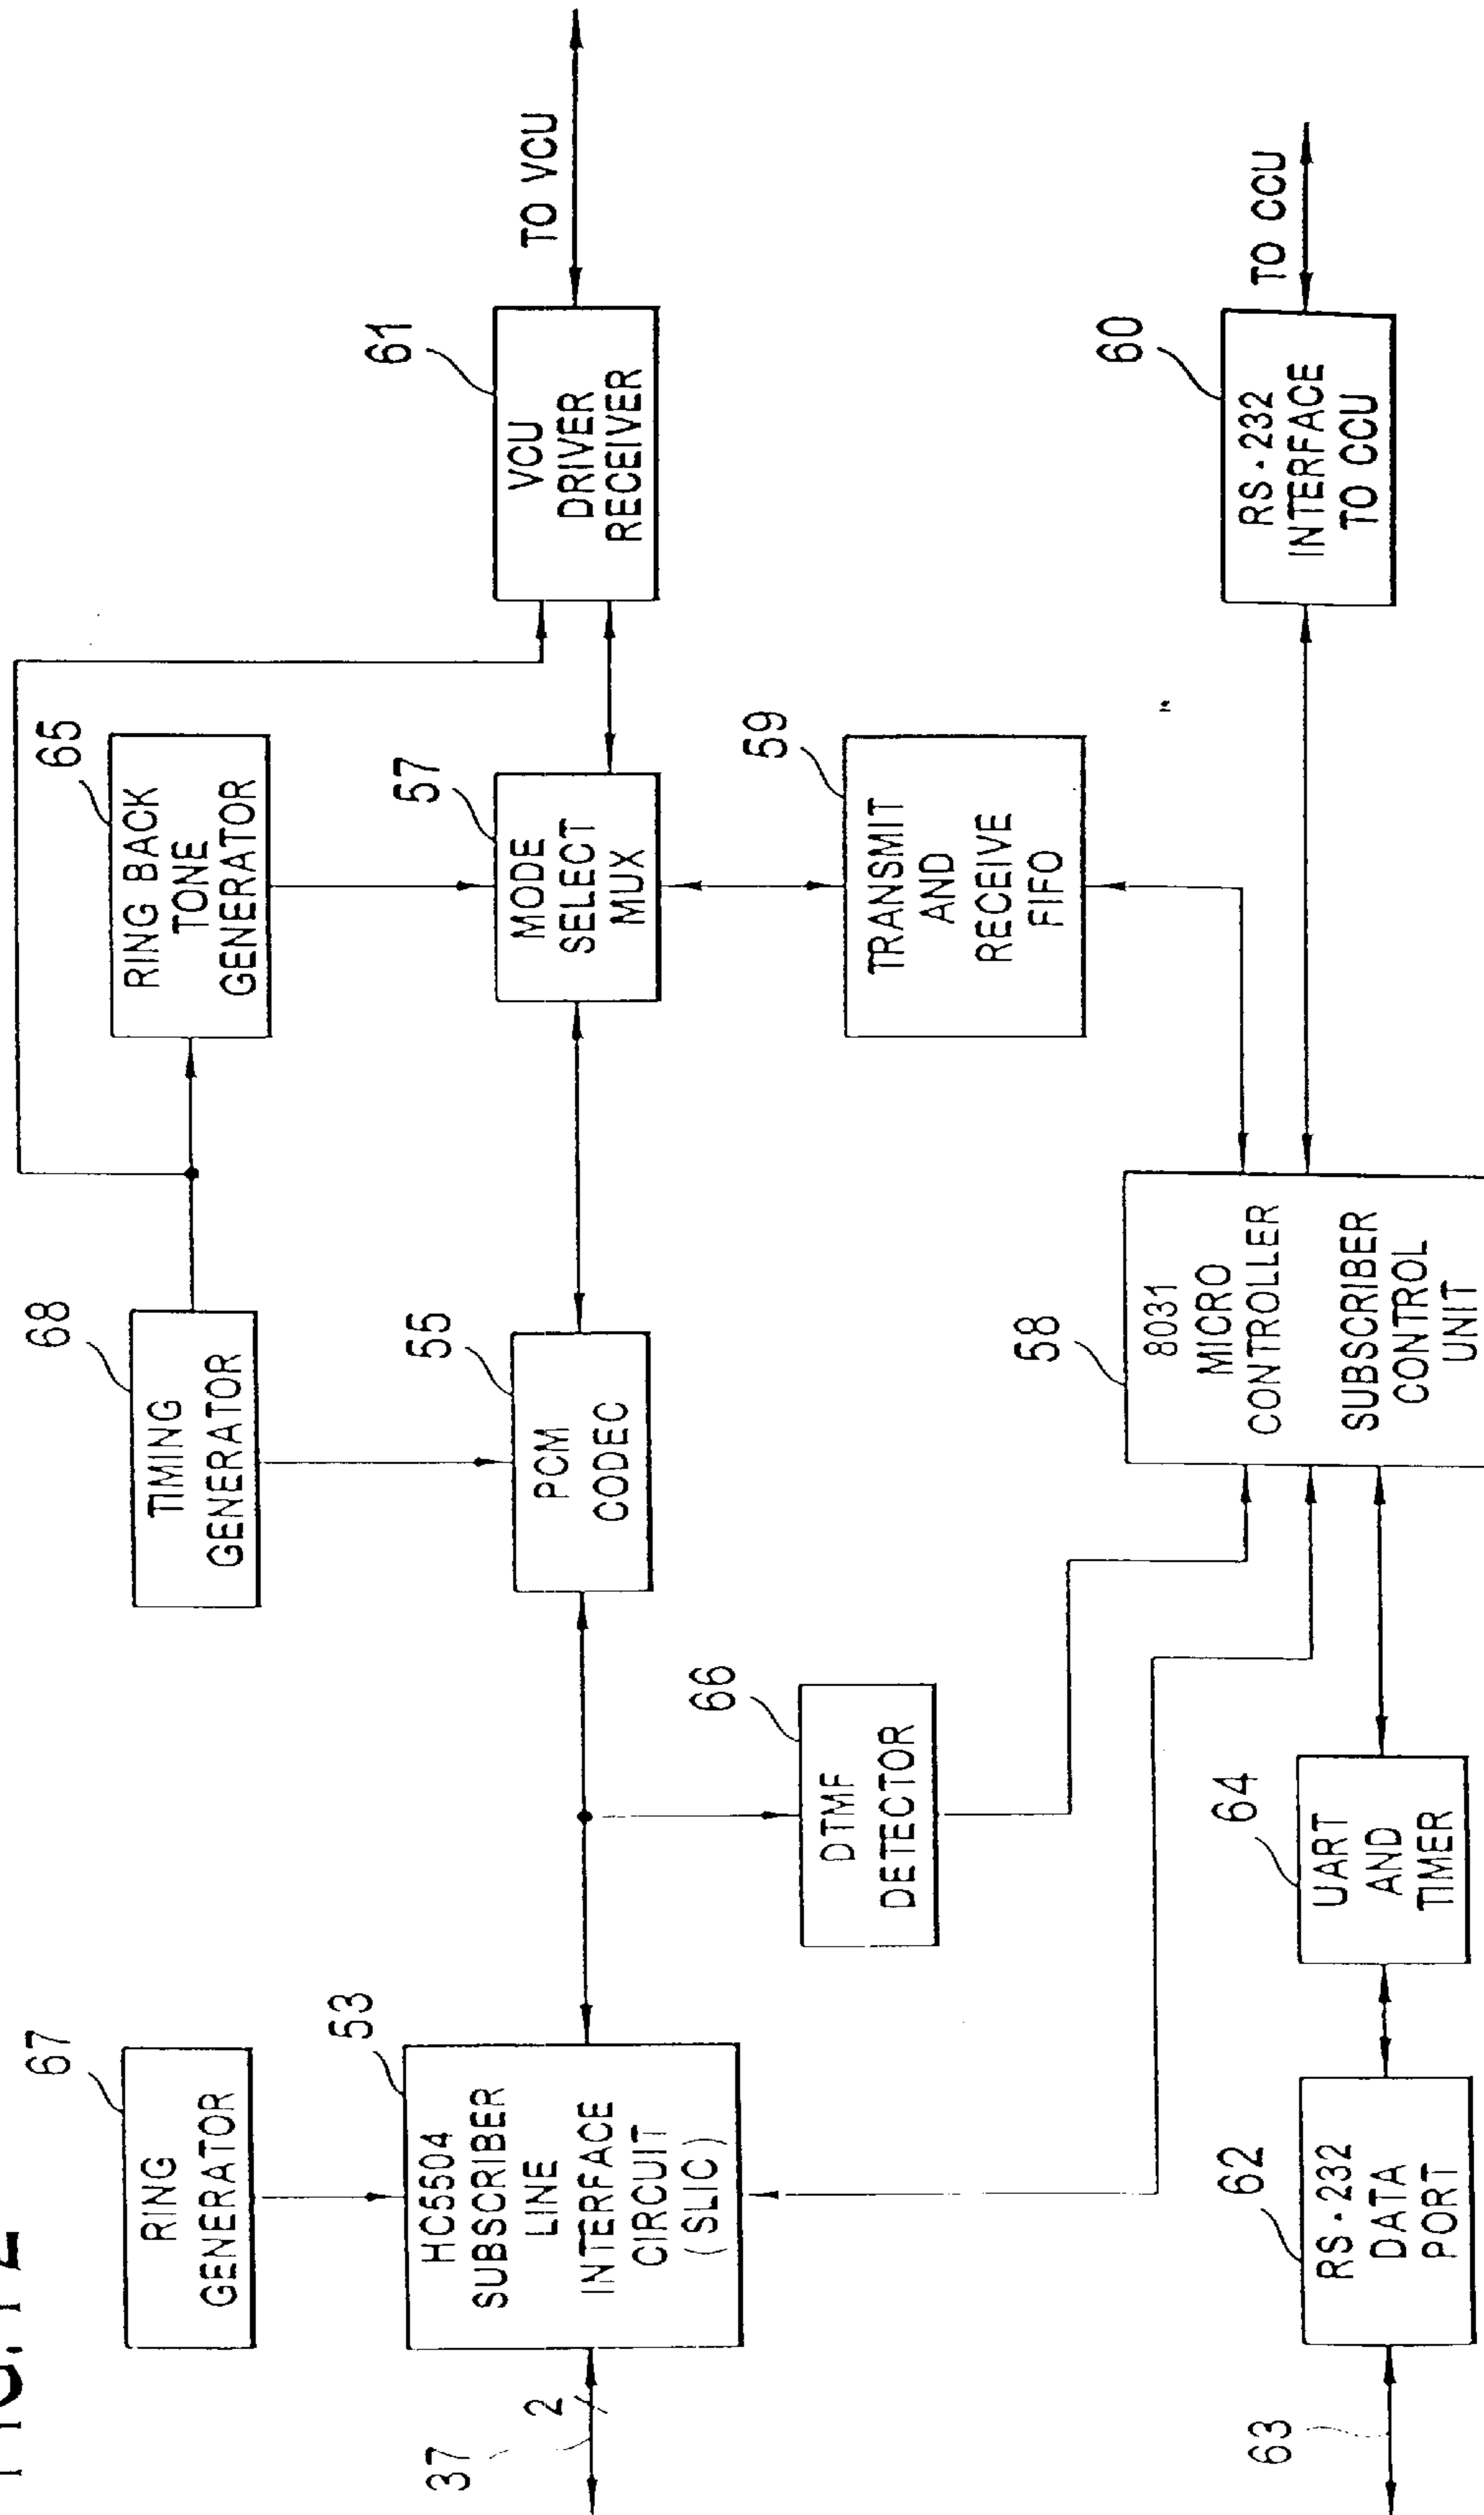 67
RING
GENERATOR
68
TIMING
GENERATOR
65
RING BACK
TONE
GENERATOR
37
2
53
HC5504
SUBSCRIBER
LINE
INTERFACE
CIRCUIT
(SLIC)
55
PCM
CODEC
57
MODE
SELECT
MUX
61
VCU
DRIVER
RECEIVER
TO VCU
66
DTMF
DETECTOR
59
TRANSMIT
AND
RECEIVE
FIFO
63
62
RS-232
DATA
PORT
64
UART
AND
TIMER
58
8031
MICRO
CONTROLLER
SUBSCRIBER
CONTROL
UNIT
60
RS-232
INTERFACE
TO CCU
TO CCU